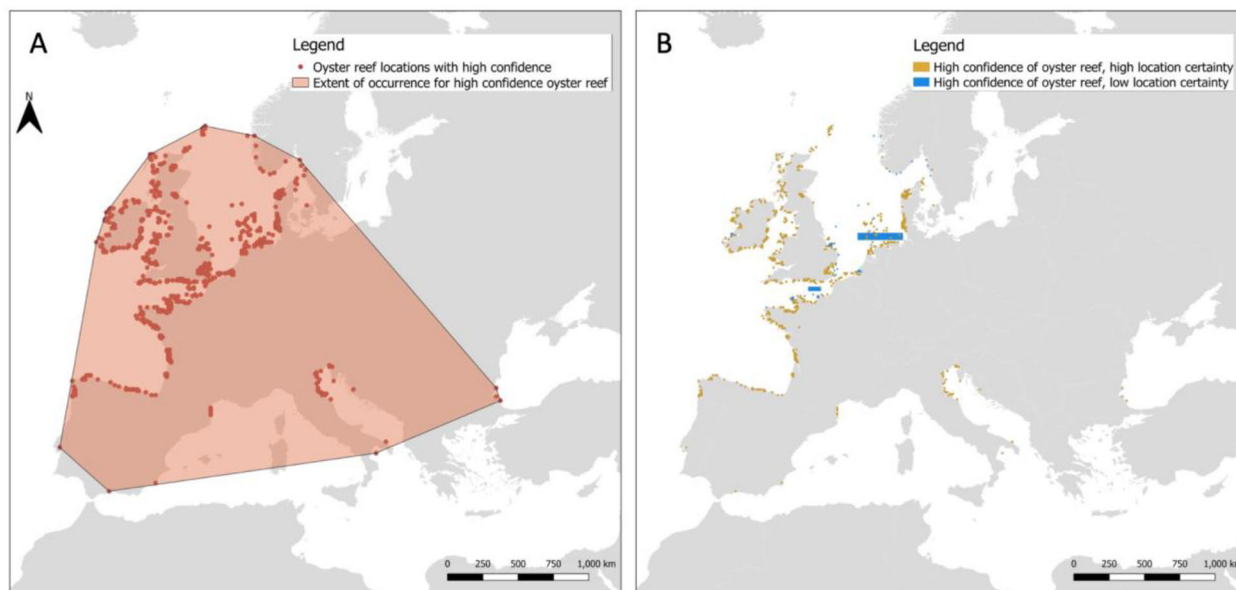 A
Legend
Oyster reef locations with high confidence
Extent of occurrence for high confidence oyster reef
N
0 250 500 750 1,000 km
B
Legend
High confidence of oyster reef, high location certainty
High confidence of oyster reef, low location certainty
0 250 500 750 1,000 km